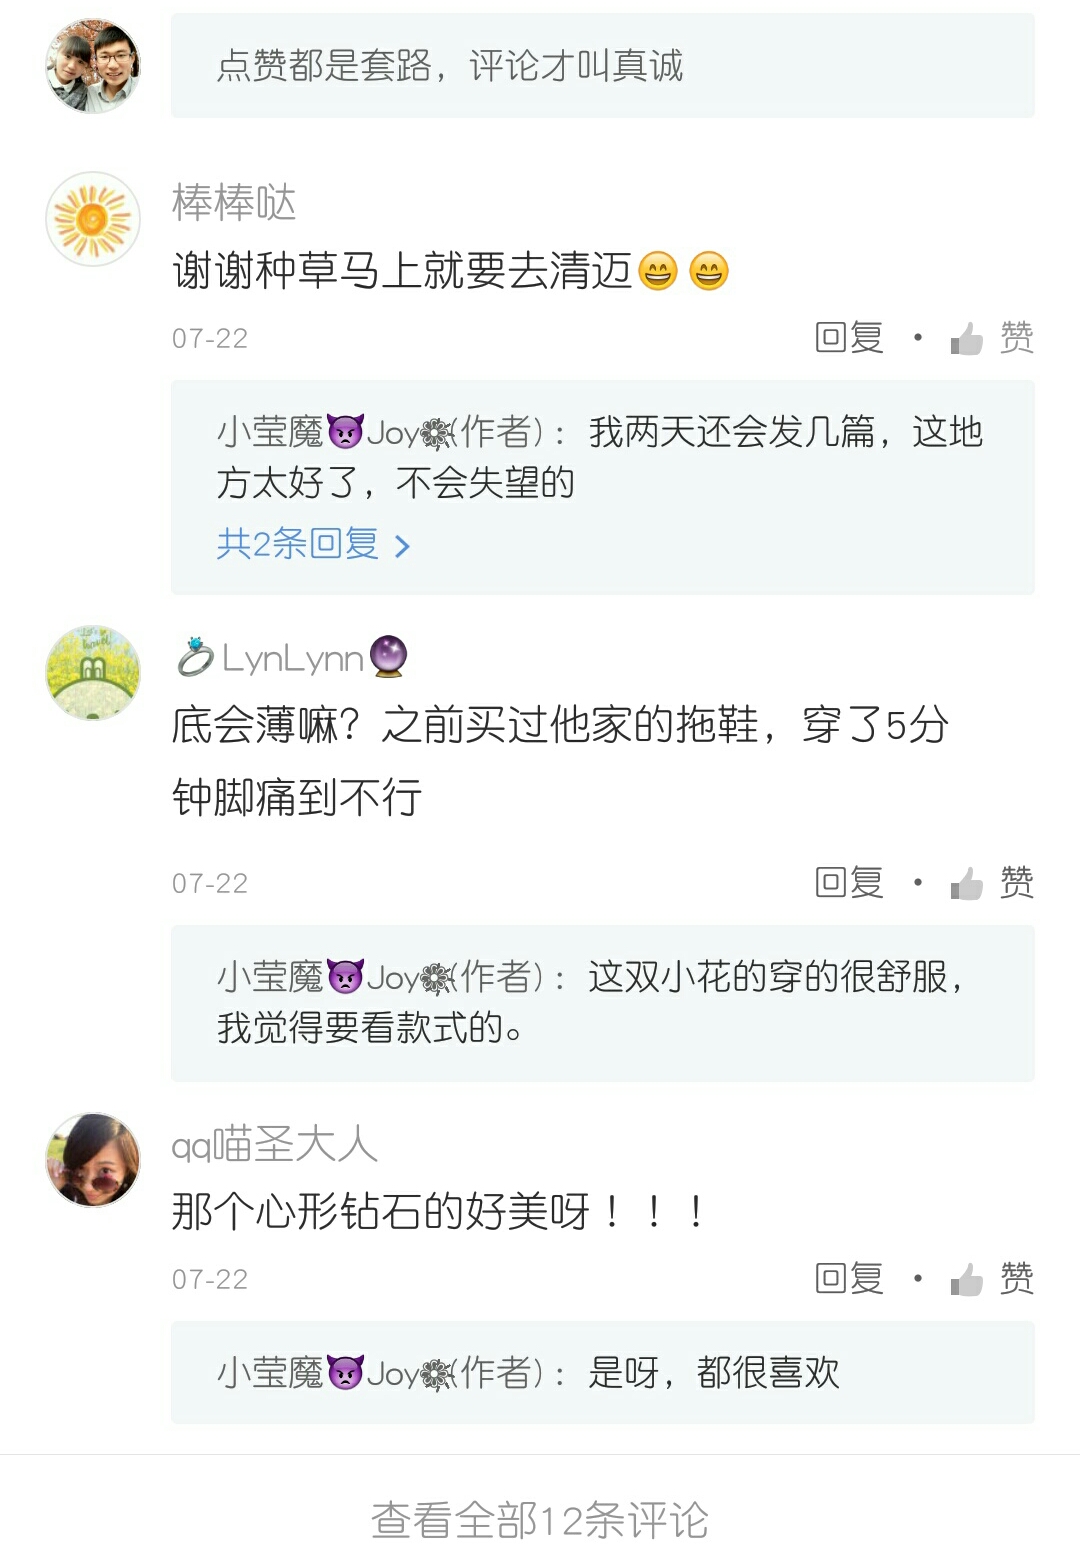 点赞都是套路，评论才叫真诚
棒棒哒
谢谢种草马上就要去清迈😄😄
07-22
回复 · 赞
小莹魔👿Joy❁(作者)：我两天还会发几篇，这地
方太好了，不会失望的
共2条回复 >
💍LynLynn🔮
底会薄嘛？之前买过他家的拖鞋，穿了5分
钟脚痛到不行
07-22
回复 · 赞
小莹魔👿Joy❁(作者)：这双小花的穿的很舒服，
我觉得要看款式的。
qq喵圣大人
那个心形钻石的好美呀！！！
07-22
回复 · 赞
小莹魔👿Joy❁(作者)：是呀，都很喜欢
查看全部12条评论